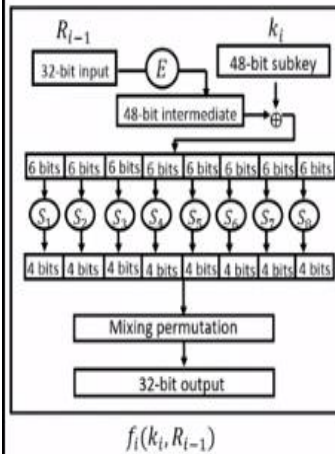 R_{i-1} k_i
32-bit input E 48-bit subkey
48-bit intermediate ⊕
6 bits 6 bits 6 bits 6 bits 6 bits 6 bits 6 bits 6 bits
S_1 S_2 S_3 S_4 S_5 S_6 S_7 S_8
4 bits 4 bits 4 bits 4 bits 4 bits 4 bits 4 bits 4 bits
Mixing permutation
32-bit output
f_i(k_i, R_{i-1})